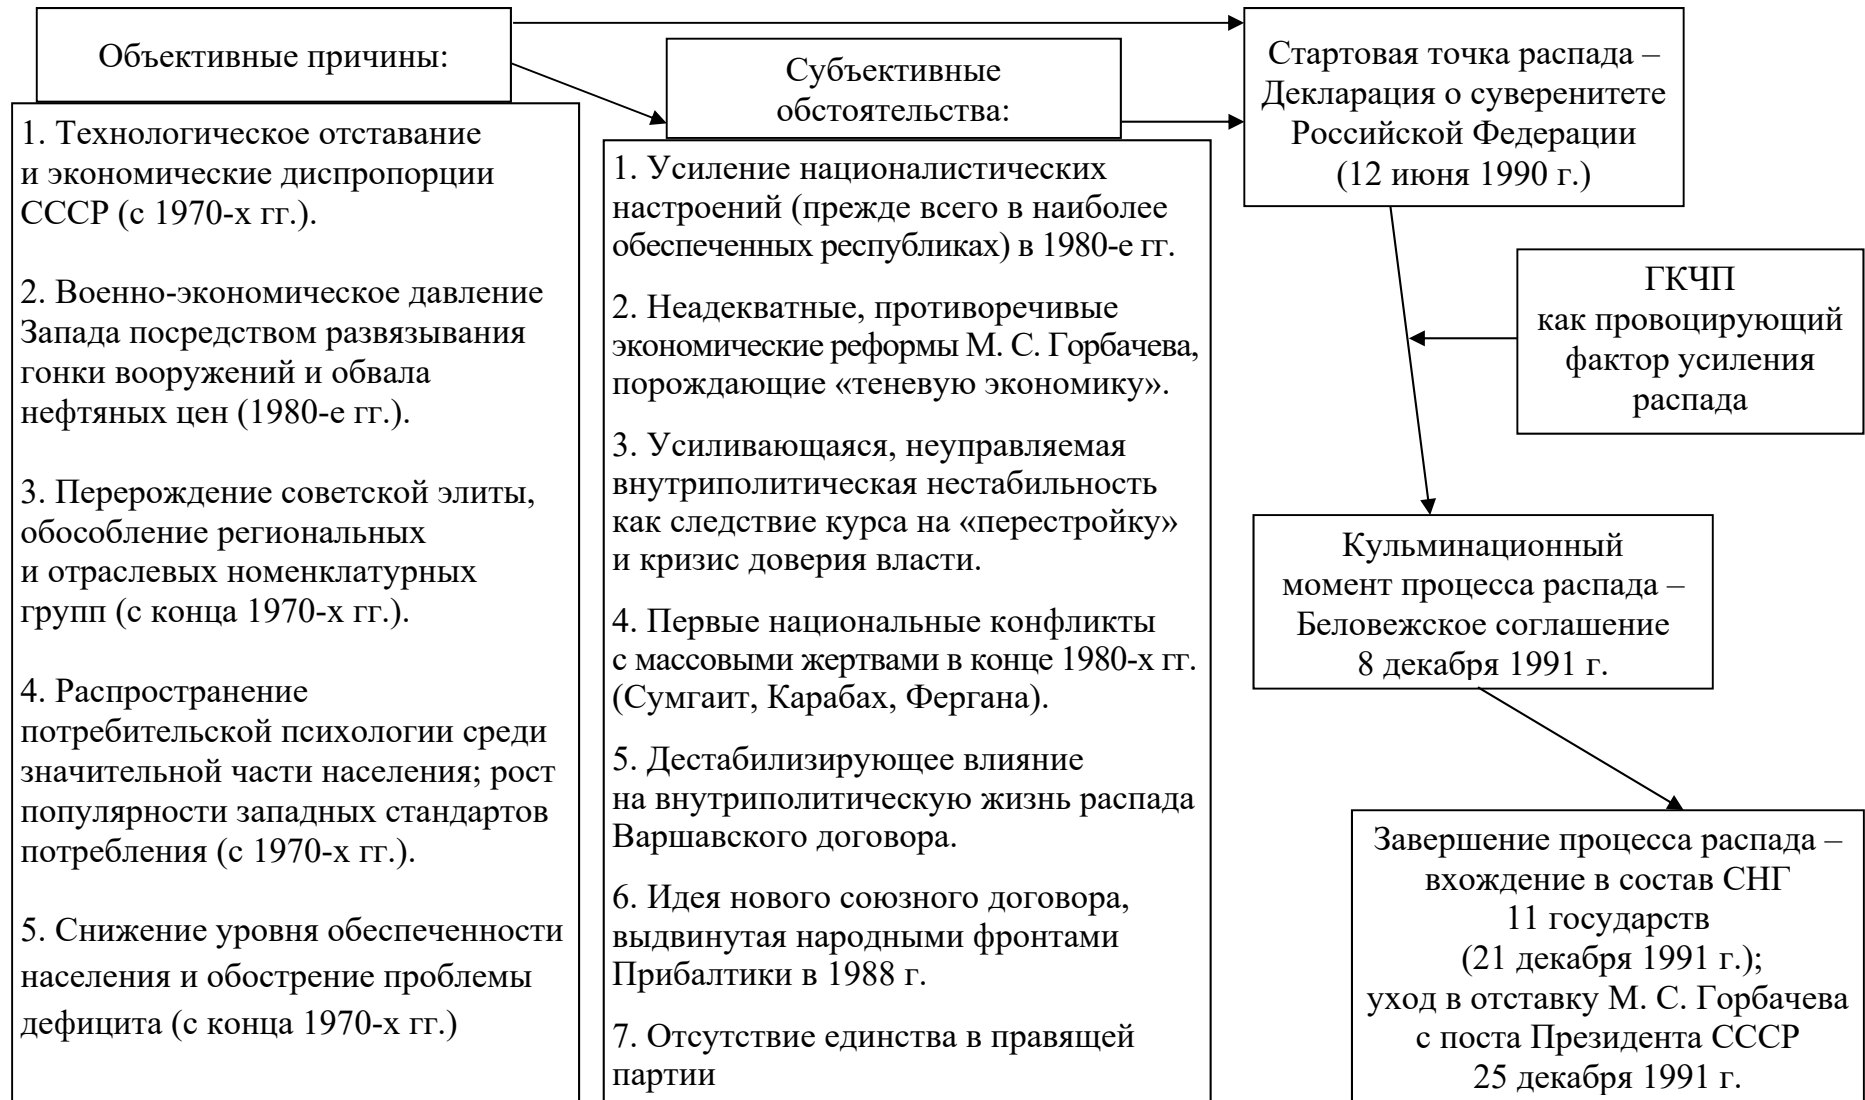 Объективные причины:
1. Технологическое отставание
и экономические диспропорции
СССР (с 1970-х гг.).
2. Военно-экономическое давление
Запада посредством развязывания
гонки вооружений и обвала
нефтяных цен (1980-е гг.).
3. Перерождение советской элиты,
обособление региональных
и отраслевых номенклатурных
групп (с конца 1970-х гг.).
4. Распространение
потребительской психологии среди
значительной части населения; рост
популярности западных стандартов
потребления (с 1970-х гг.).
5. Снижение уровня обеспеченности
населения и обострение проблемы
дефицита (с конца 1970-х гг.)
Субъективные
обстоятельства:
1. Усиление националистических
настроений (прежде всего в наиболее
обеспеченных республиках) в 1980-е гг.
2. Неадекватные, противоречивые
экономические реформы М. С. Горбачева,
порождающие «теневую экономику».
3. Усиливающаяся, неуправляемая
внутриполитическая нестабильность
как следствие курса на «перестройку»
и кризис доверия власти.
4. Первые национальные конфликты
с массовыми жертвами в конце 1980-х гг.
(Сумгаит, Карабах, Фергана).
5. Дестабилизирующее влияние
на внутриполитическую жизнь распада
Варшавского договора.
6. Идея нового союзного договора,
выдвинутая народными фронтами
Прибалтики в 1988 г.
7. Отсутствие единства в правящей
партии
Стартовая точка распада –
Декларация о суверенитете
Российской Федерации
(12 июня 1990 г.)
ГКЧП
как провоцирующий
фактор усиления
распада
Кульминационный
момент процесса распада –
Беловежское соглашение
8 декабря 1991 г.
Завершение процесса распада –
вхождение в состав СНГ
11 государств
(21 декабря 1991 г.);
уход в отставку М. С. Горбачева
с поста Президента СССР
25 декабря 1991 г.